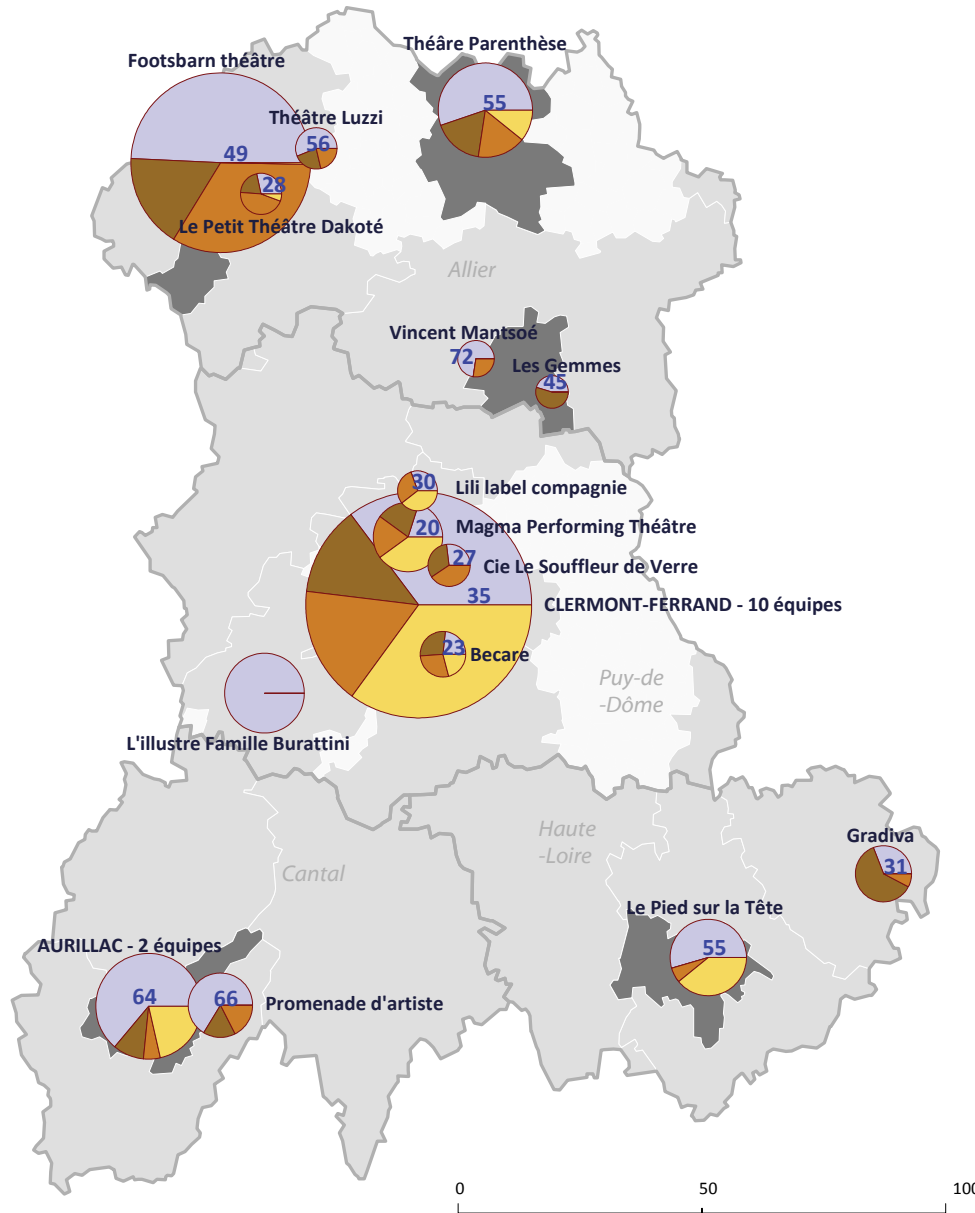 Théâre Parenthèse
55
Footsbarn théâtre
Théâtre Luzzi
56
49
28
Le Petit Théâtre Dakoté
Allier
Vincent Mantsoé
72
Les Gemmes
45
30
Lili label compagnie
20
Magma Performing Théâtre
27
Cie Le Souffleur de Verre
35
CLERMONT-FERRAND - 10 équipes
23
Becare
Puy-de
-Dôme
L'illustre Famille Burattini
Haute
-Loire
Gradiva
31
Cantal
Le Pied sur la Tête
55
AURILLAC - 2 équipes
64
66
Promenade d'artiste
0
50
100